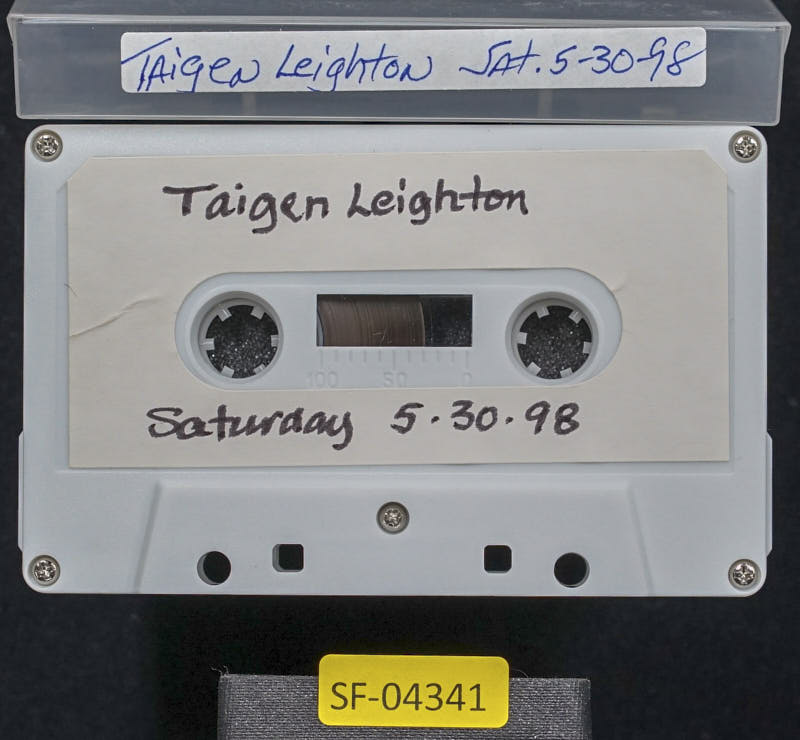 Taigen Leighton Sat. 5-30-98
Taigen Leighton
100 50 0
Saturday 5.30.98
SF-04341